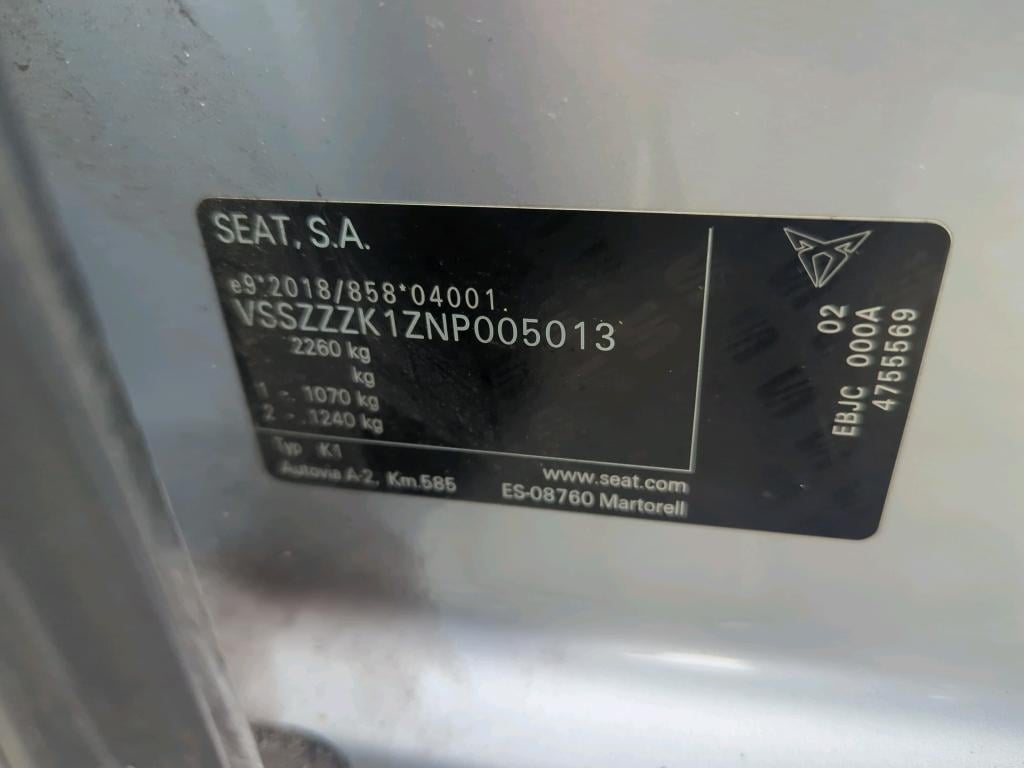 SEAT, S.A.
e9*2018/858*04001
VSSZZZK1ZNP005013
2260 kg
kg
1 - 1070 kg
2 - 1240 kg
Typ K1
Autovia A-2, Km.585
www.seat.com
ES-08760 Martorell
02
EBJC 000A
4755569